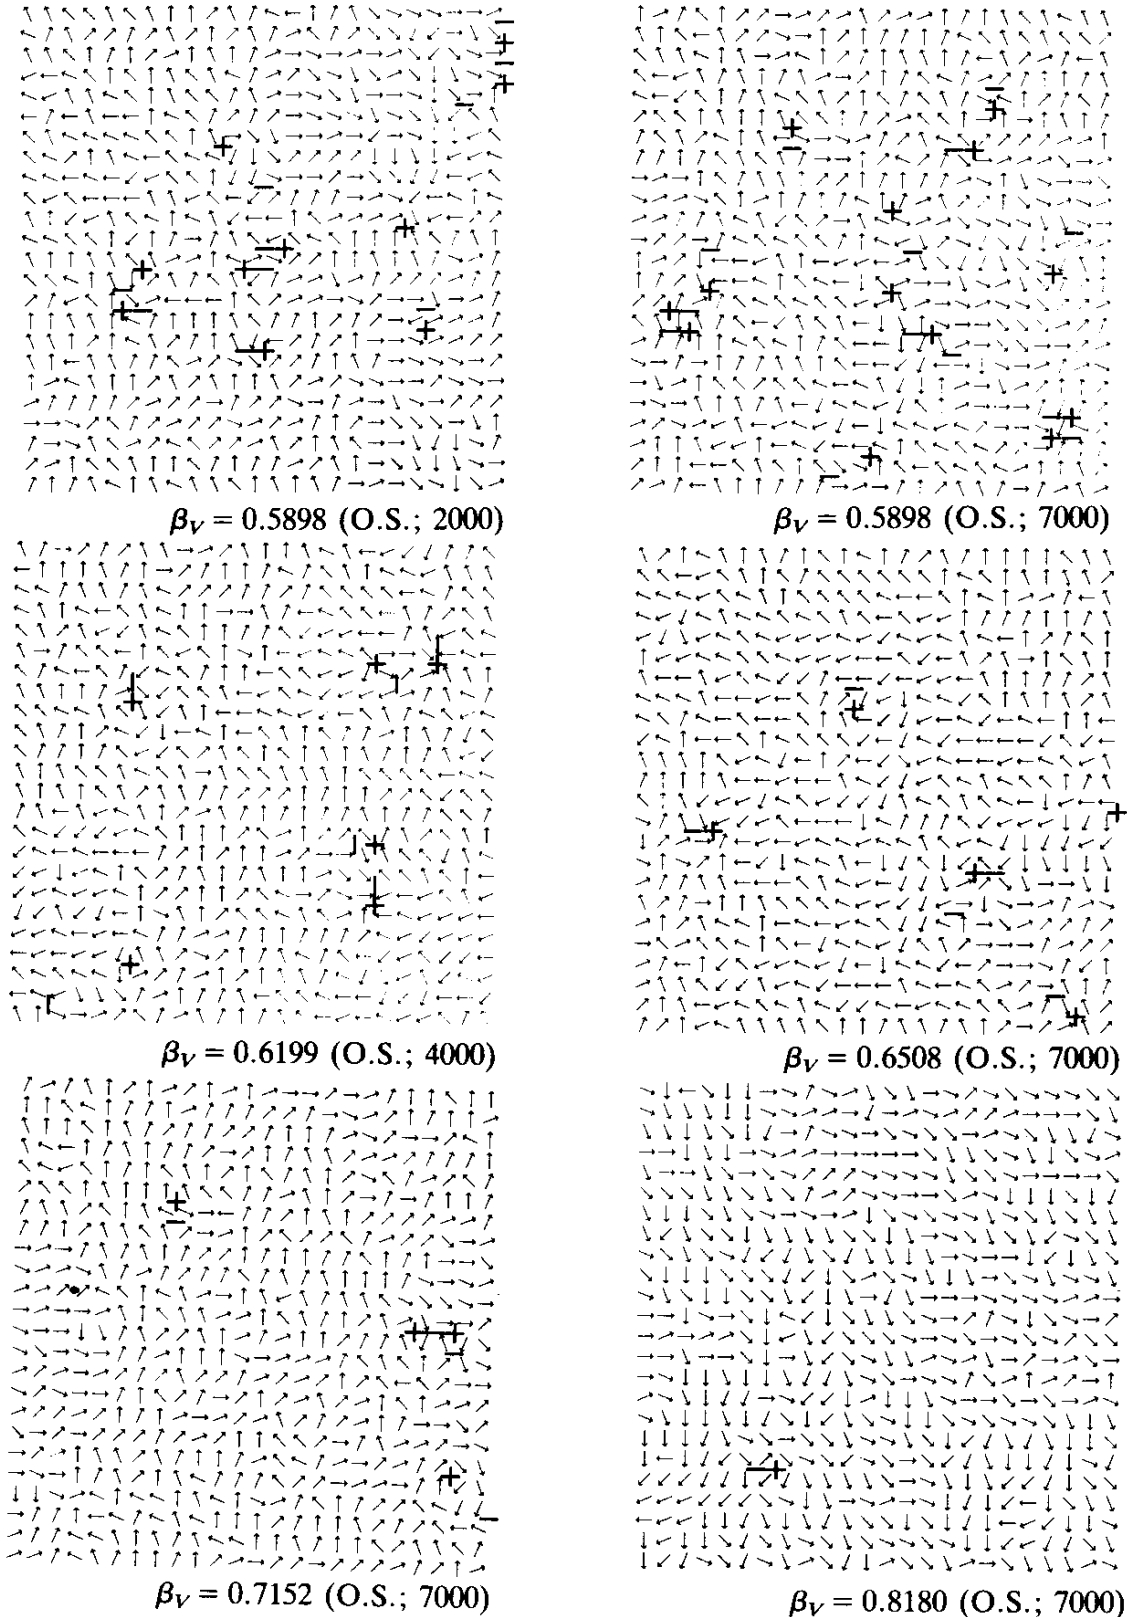 β_V = 0.5898 (O.S.; 2000)
β_V = 0.5898 (O.S.; 7000)
β_V = 0.6199 (O.S.; 4000)
β_V = 0.6508 (O.S.; 7000)
β_V = 0.7152 (O.S.; 7000)
β_V = 0.8180 (O.S.; 7000)